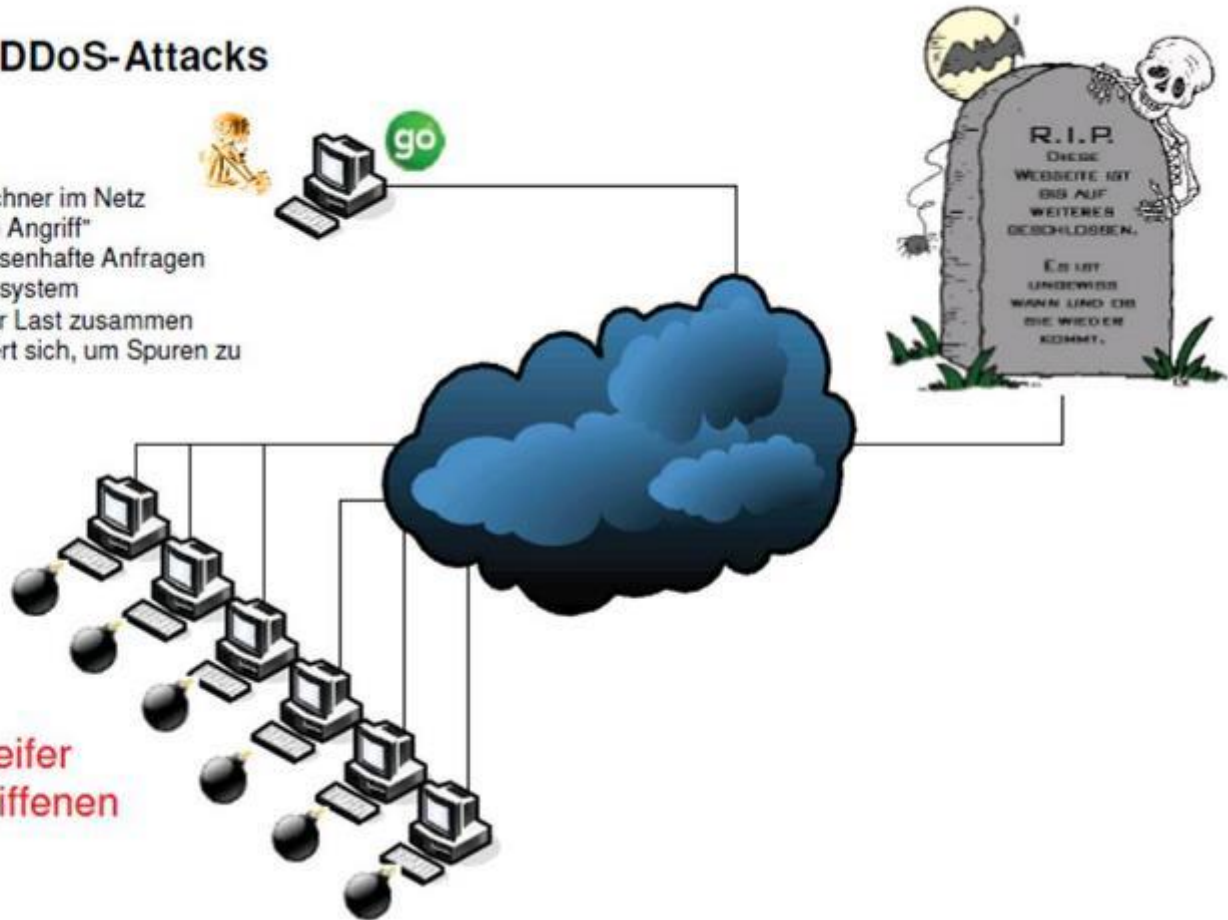 DDoS-Attacks
go
chner im Netz
Angriff"
senhafte Anfragen
system
r Last zusammen
rt sich, um Spuren zu
R.I.P.
DIESE
WEBSEITE IST
BIS AUF
WEITERES
GESCHLOSSEN.
ES IST
UNGEWISS
WANN UND OB
SIE WIEDER
KOMMT.
eifer
iffenen